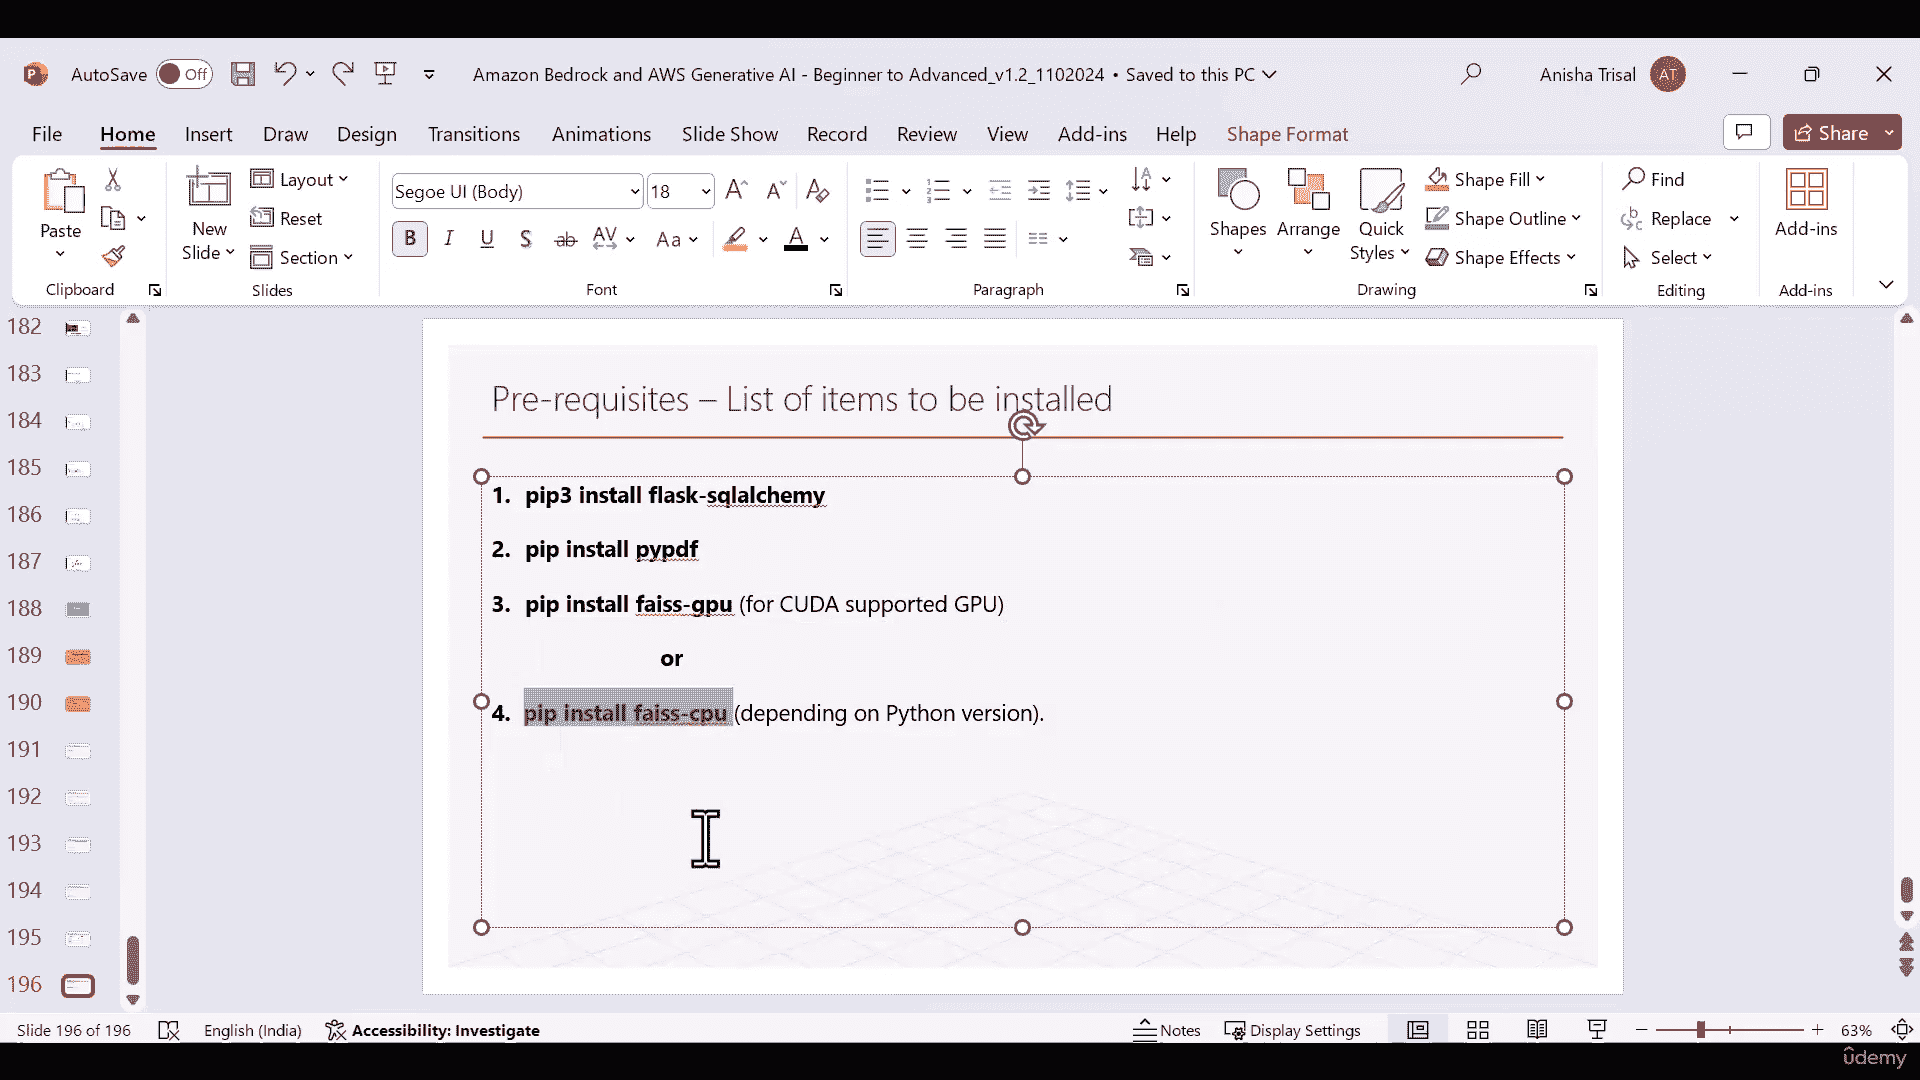 AutoSave Off Amazon Bedrock and AWS Generative AI - Beginner to Advanced_v1.2_1102024 • Saved to this PC Anisha Trisal AT
File Home Insert Draw Design Transitions Animations Slide Show Record Review View Add-ins Help Shape Format Share
Paste
Clipboard
New Slide
Layout
Reset
Section
Slides
Segoe UI (Body) 18
B I U S ab AV Aa A
Font
Paragraph
Shapes Arrange Quick Styles
Shape Fill
Shape Outline
Shape Effects
Drawing
Find
Replace
Select
Editing
Add-ins
Add-ins
182
183
184
185
186
187
188
189
190
191
192
193
194
195
196
Pre-requisites – List of items to be installed
1. pip3 install flask-sqlalchemy
2. pip install pypdf
3. pip install faiss-gpu (for CUDA supported GPU)
or
4. pip install faiss-cpu (depending on Python version).
Slide 196 of 196 English (India) Accessibility: Investigate Notes Display Settings 63%
udemy